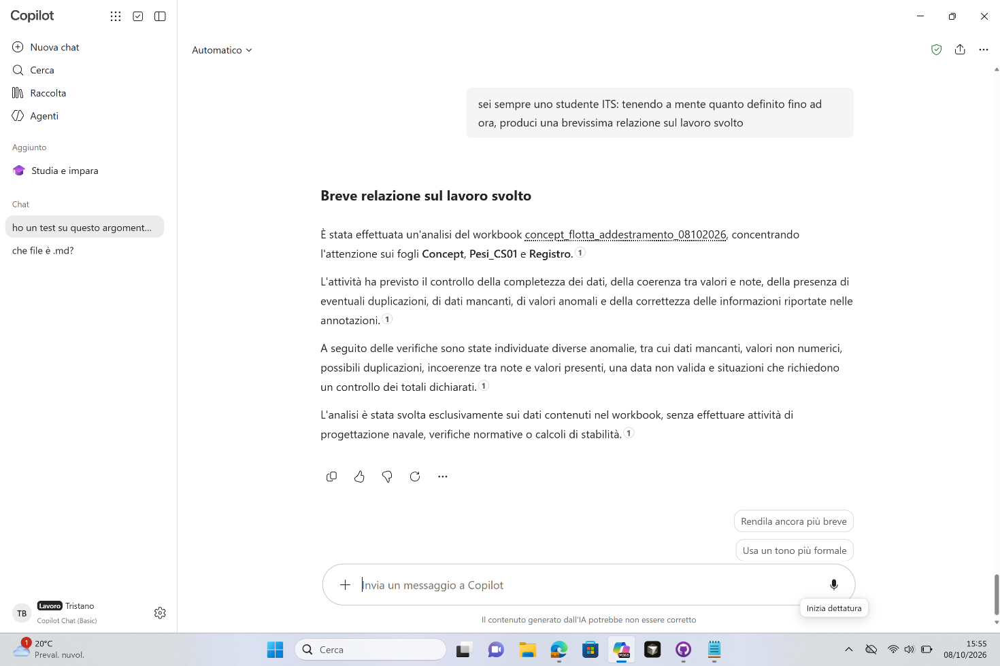 Copilot
Nuova chat
Cerca
Raccolta
Agenti
Aggiunto
Studia e impara
Chat
ho un test su questo argoment...
che file è .md?
TB
Lavoro Tristano
Copilot Chat (Basic)
Automatico
sei sempre uno studente ITS: tenendo a mente quanto definito fino ad
ora, produci una brevissima relazione sul lavoro svolto
Breve relazione sul lavoro svolto
È stata effettuata un'analisi del workbook concept_flotta_addestramento_08102026, concentrando
l'attenzione sui fogli Concept, Pesi_CS01 e Registro. 1
L'attività ha previsto il controllo della completezza dei dati, della coerenza tra valori e note, della presenza di
eventuali duplicazioni, di dati mancanti, di valori anomali e della correttezza delle informazioni riportate nelle
annotazioni. 1
A seguito delle verifiche sono state individuate diverse anomalie, tra cui dati mancanti, valori non numerici,
possibili duplicazioni, incoerenze tra note e valori presenti, una data non valida e situazioni che richiedono
un controllo dei totali dichiarati. 1
L'analisi è stata svolta esclusivamente sui dati contenuti nel workbook, senza effettuare attività di
progettazione navale, verifiche normative o calcoli di stabilità. 1
Rendila ancora più breve
Usa un tono più formale
Invia un messaggio a Copilot
Inizia dettatura
Il contenuto generato dall'IA potrebbe non essere corretto
1
20°C
Preval. nuvol.
Cerca
M365
15:55
08/10/2026